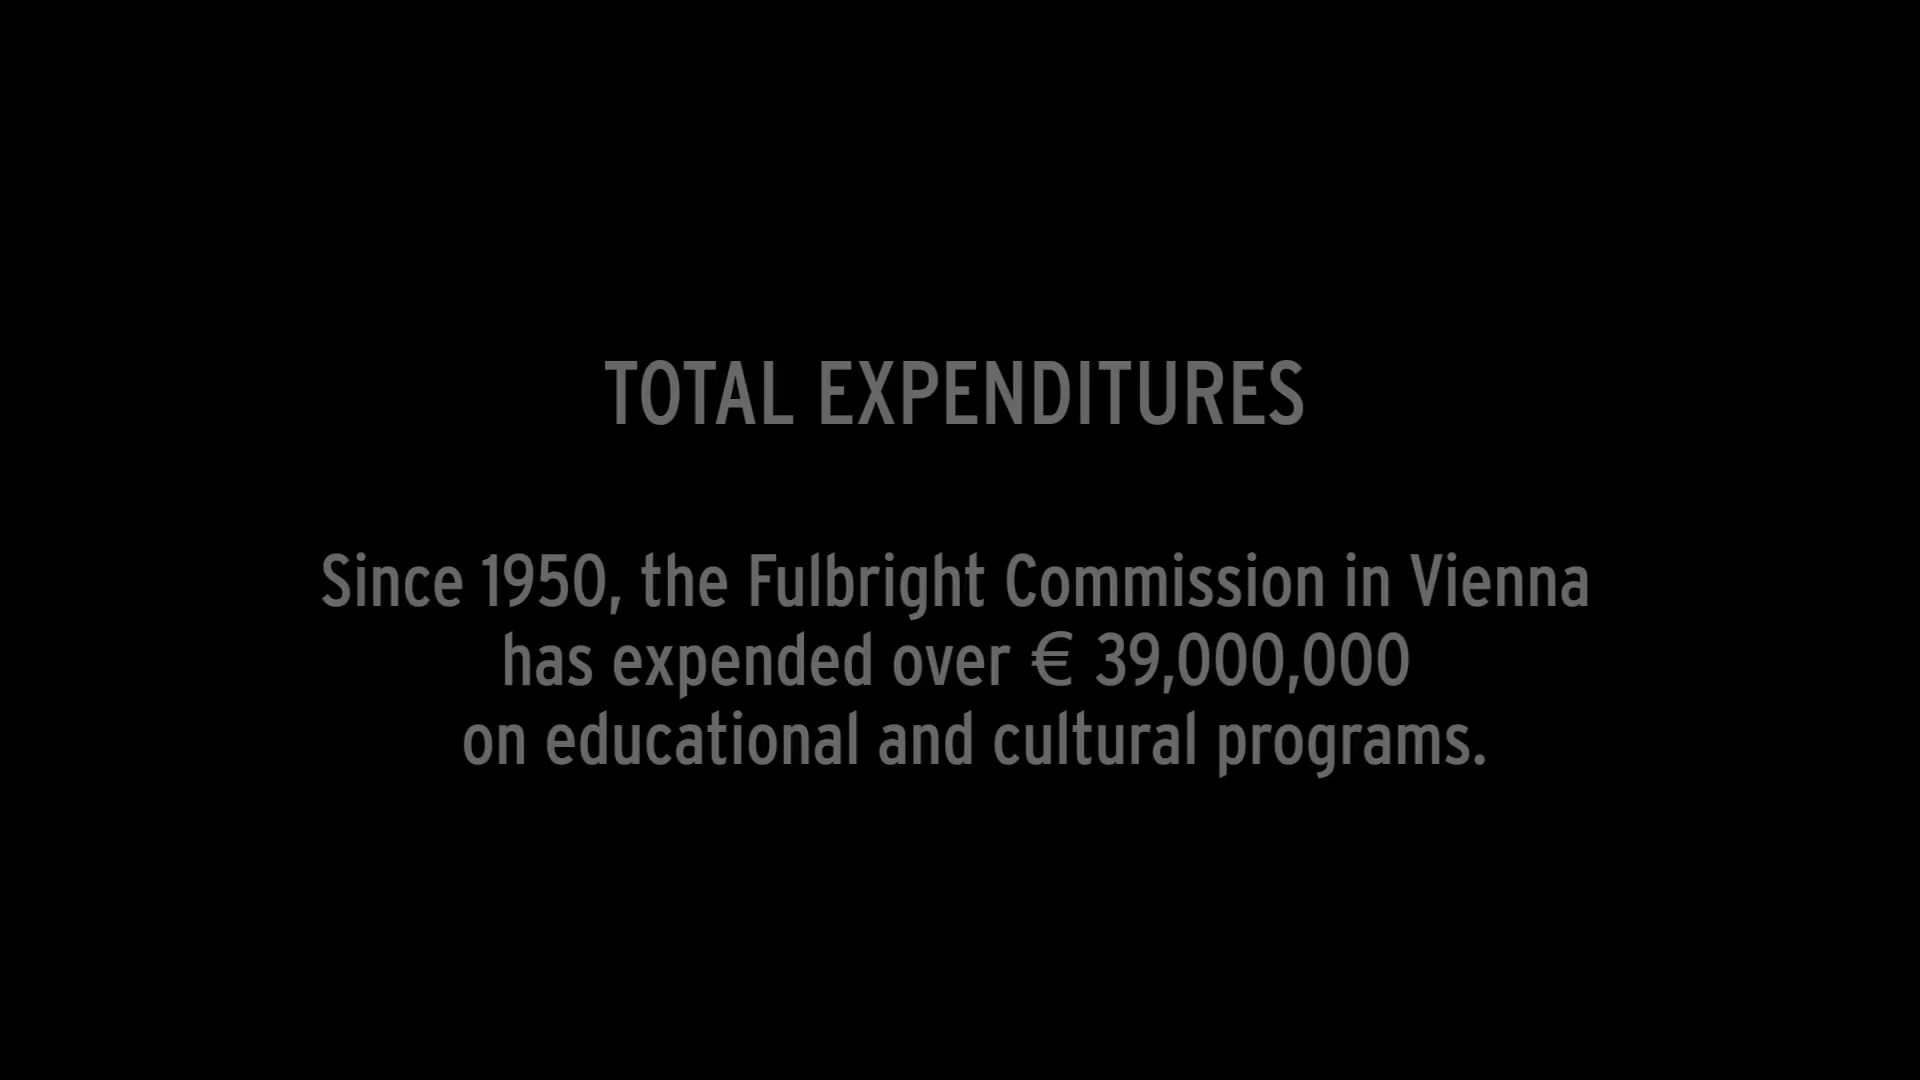 TOTAL EXPENDITURES
Since 1950, the Fulbright Commission in Vienna
has expended over € 39,000,000
on educational and cultural programs.